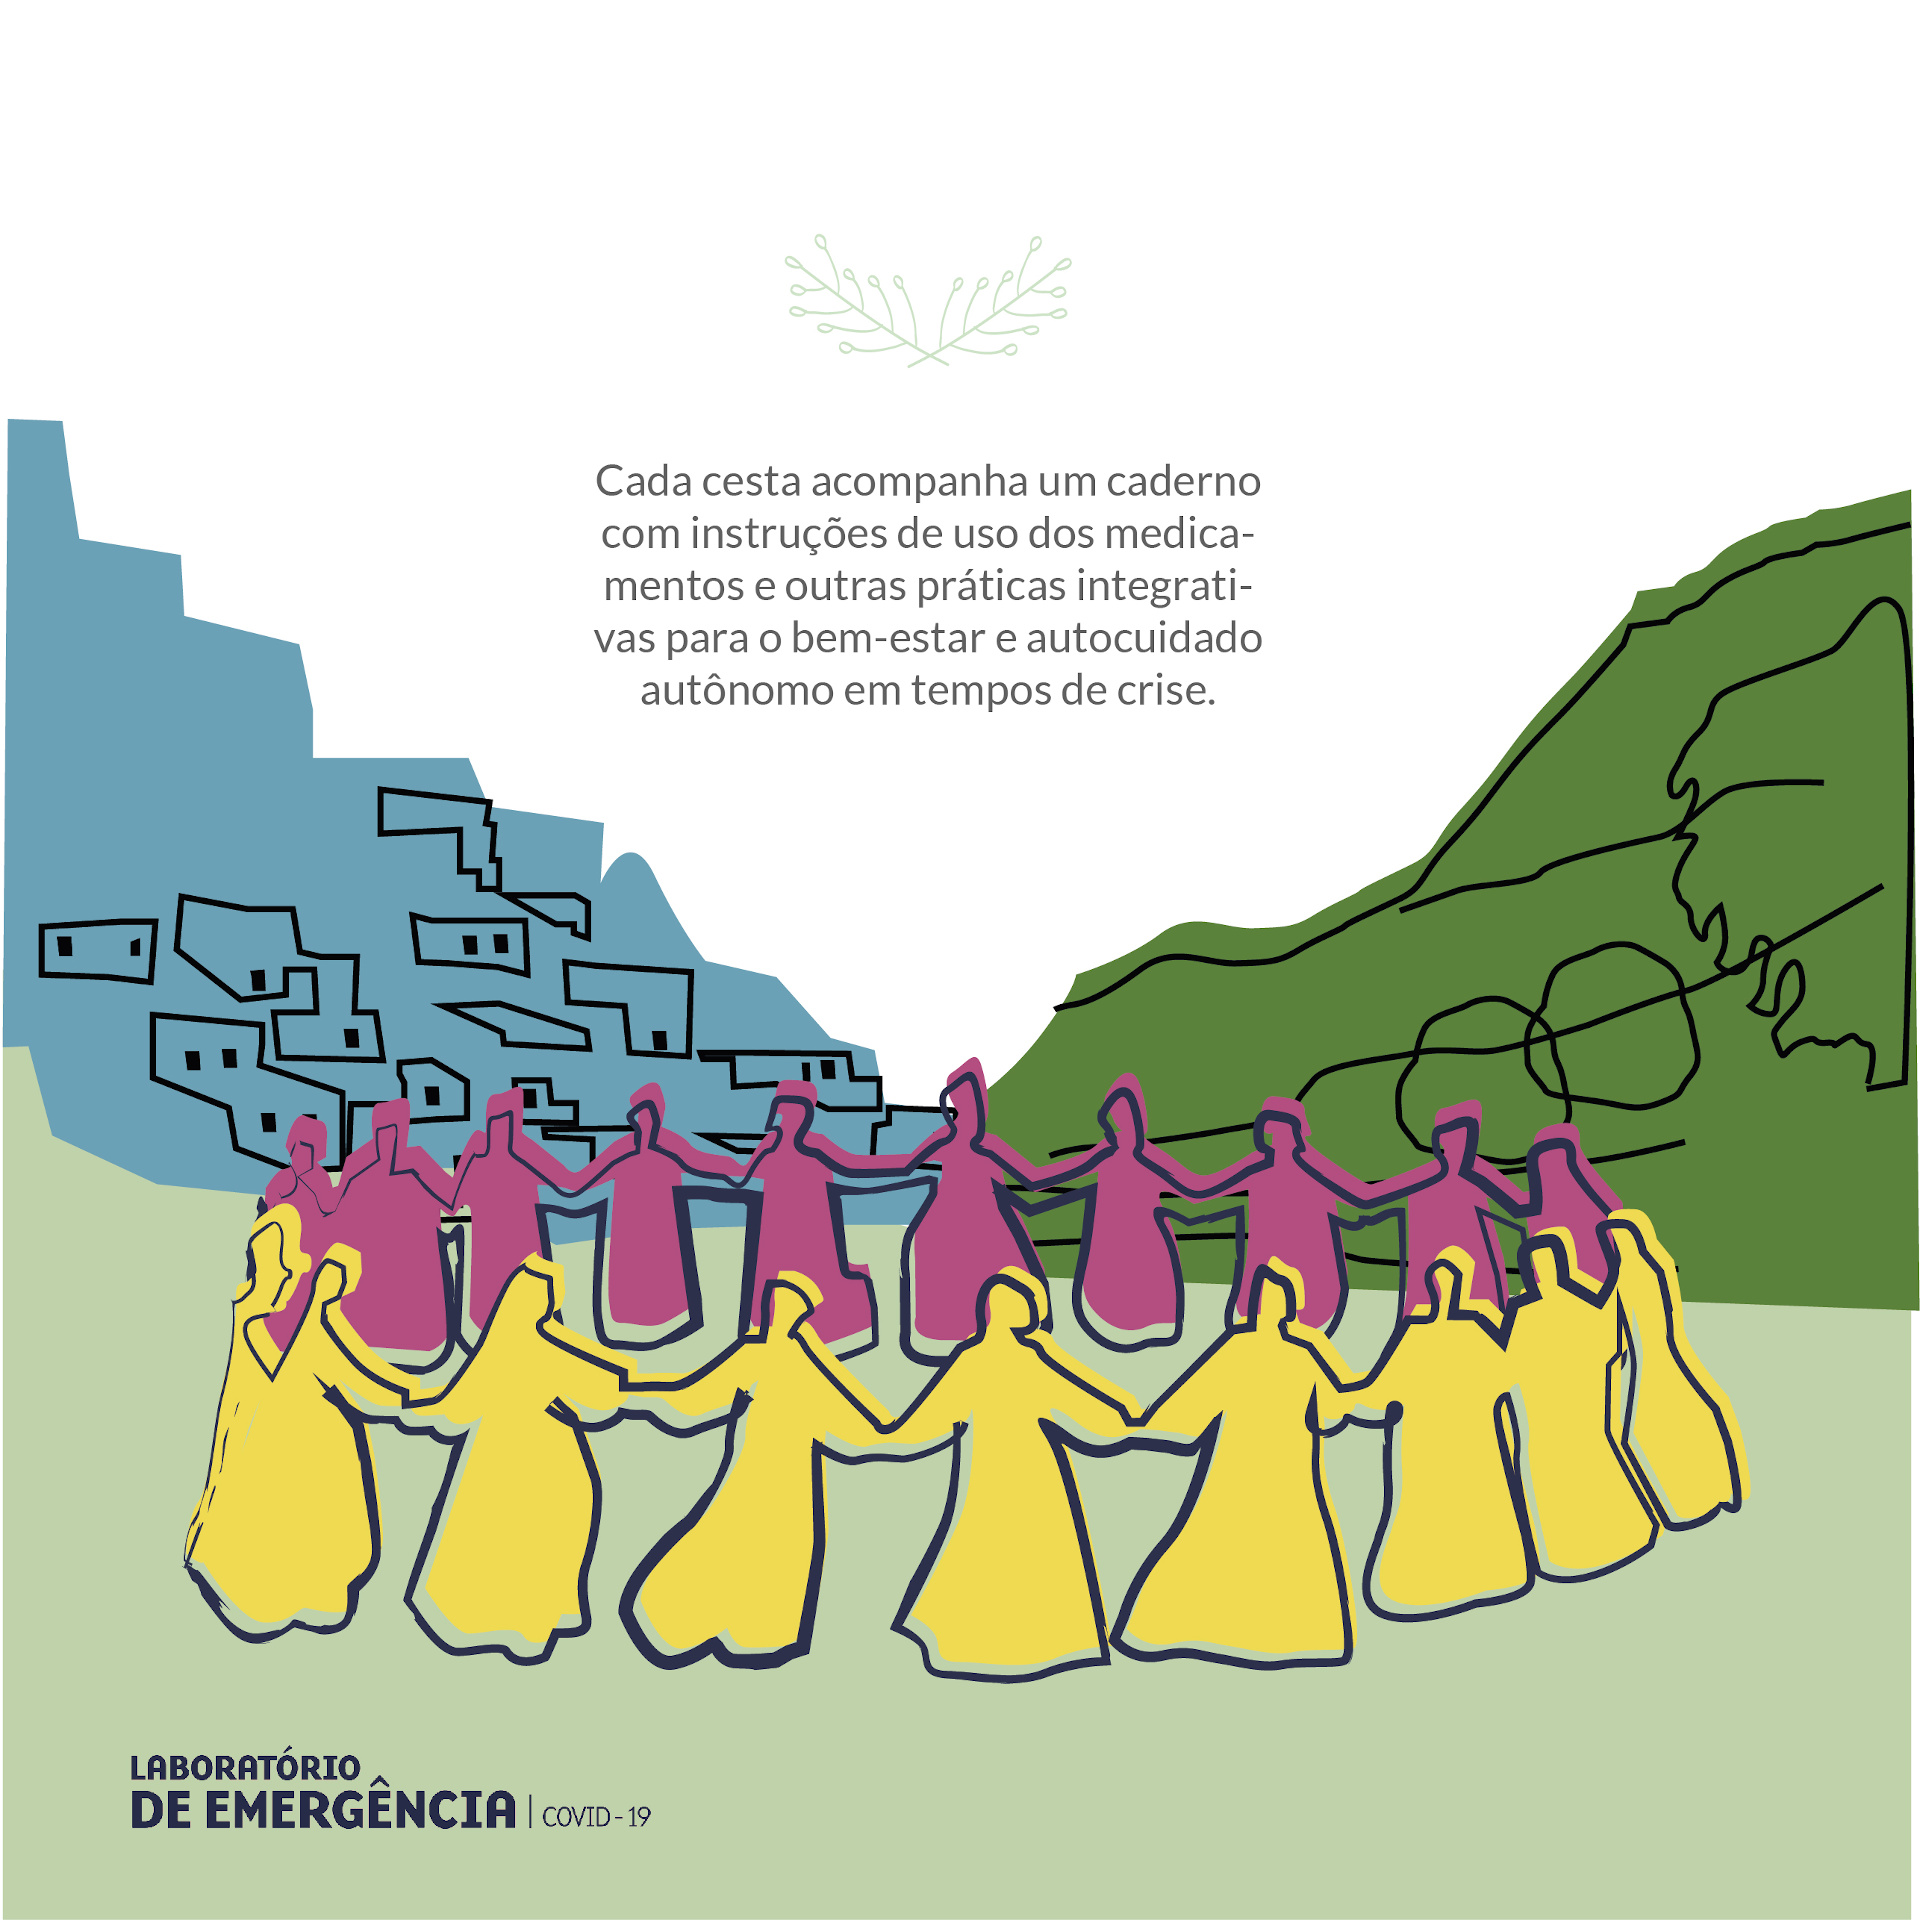 Cada cesta acompanha um caderno
com instruções de uso dos medica-
mentos e outras práticas integrati-
vas para o bem-estar e autocuidado
autônomo em tempos de crise.
LABORATÓRIO
DE EMERGÊNCIA | COVID-19